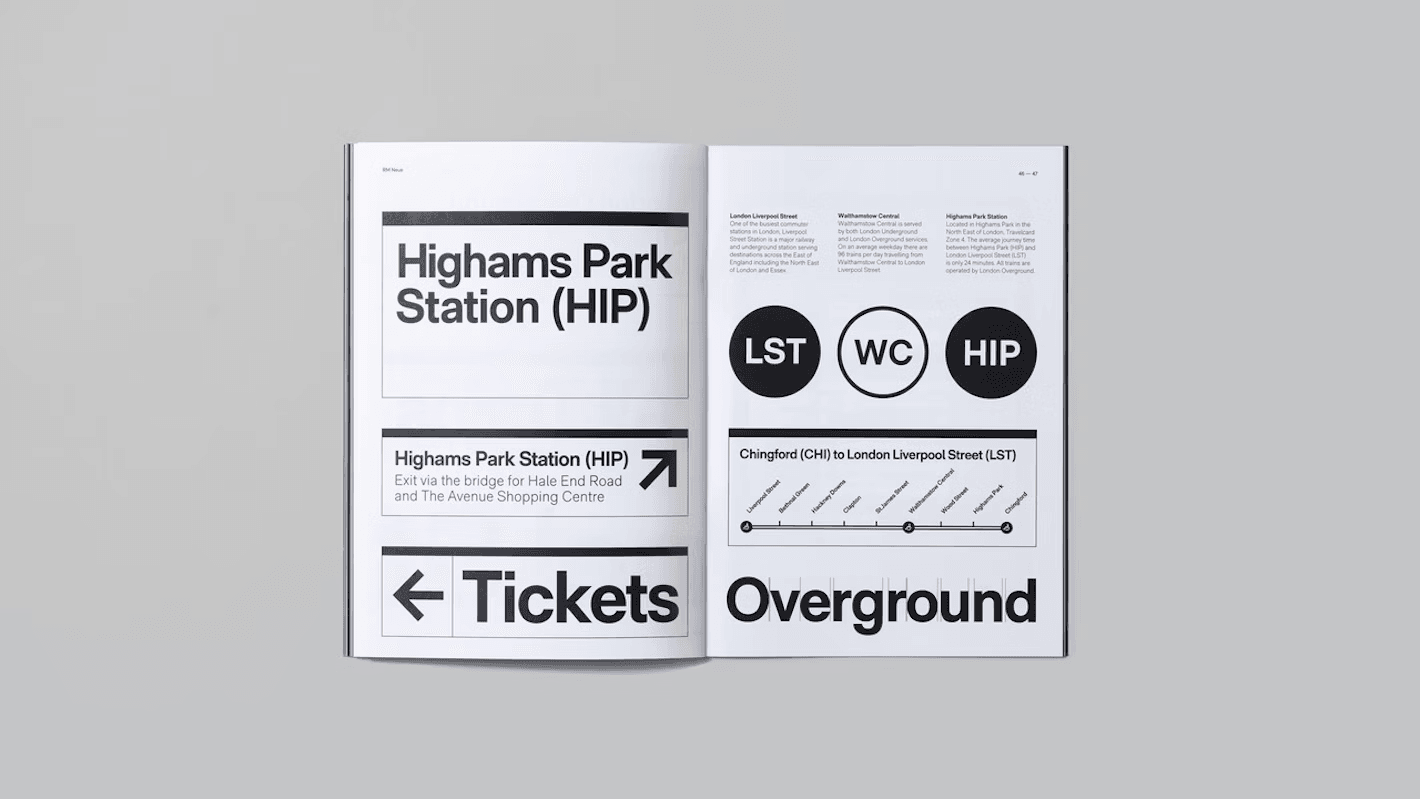 BM Neue
Highams Park
Station (HIP)
Highams Park Station (HIP)
Exit via the bridge for Hale End Road
and The Avenue Shopping Centre
Tickets
46 — 47
London Liverpool Street
One of the busiest commuter
stations in London, Liverpool
Street Station is a major railway
and underground station serving
destinations across the East of
England including the North East
of London and Essex.
Walthamstow Central
Walthamstow Central is served
by both London Underground
and London Overground services.
On an average weekday there are
96 trains per day travelling from
Walthamstow Central to London
Liverpool Street.
Highams Park Station
Located in Highams Park in the
North East of London, Travelcard
Zone 4. The average journey time
between Highams Park (HIP) and
London Liverpool Street (LST)
is only 24 minutes. All trains are
operated by London Overground.
LST
WC
HIP
Chingford (CHI) to London Liverpool Street (LST)
Liverpool Street
Bethnal Green
Hackney Downs
Clapton
St.James Street
Walthamstow Central
Wood Street
Highams Park
Chingford
Overground